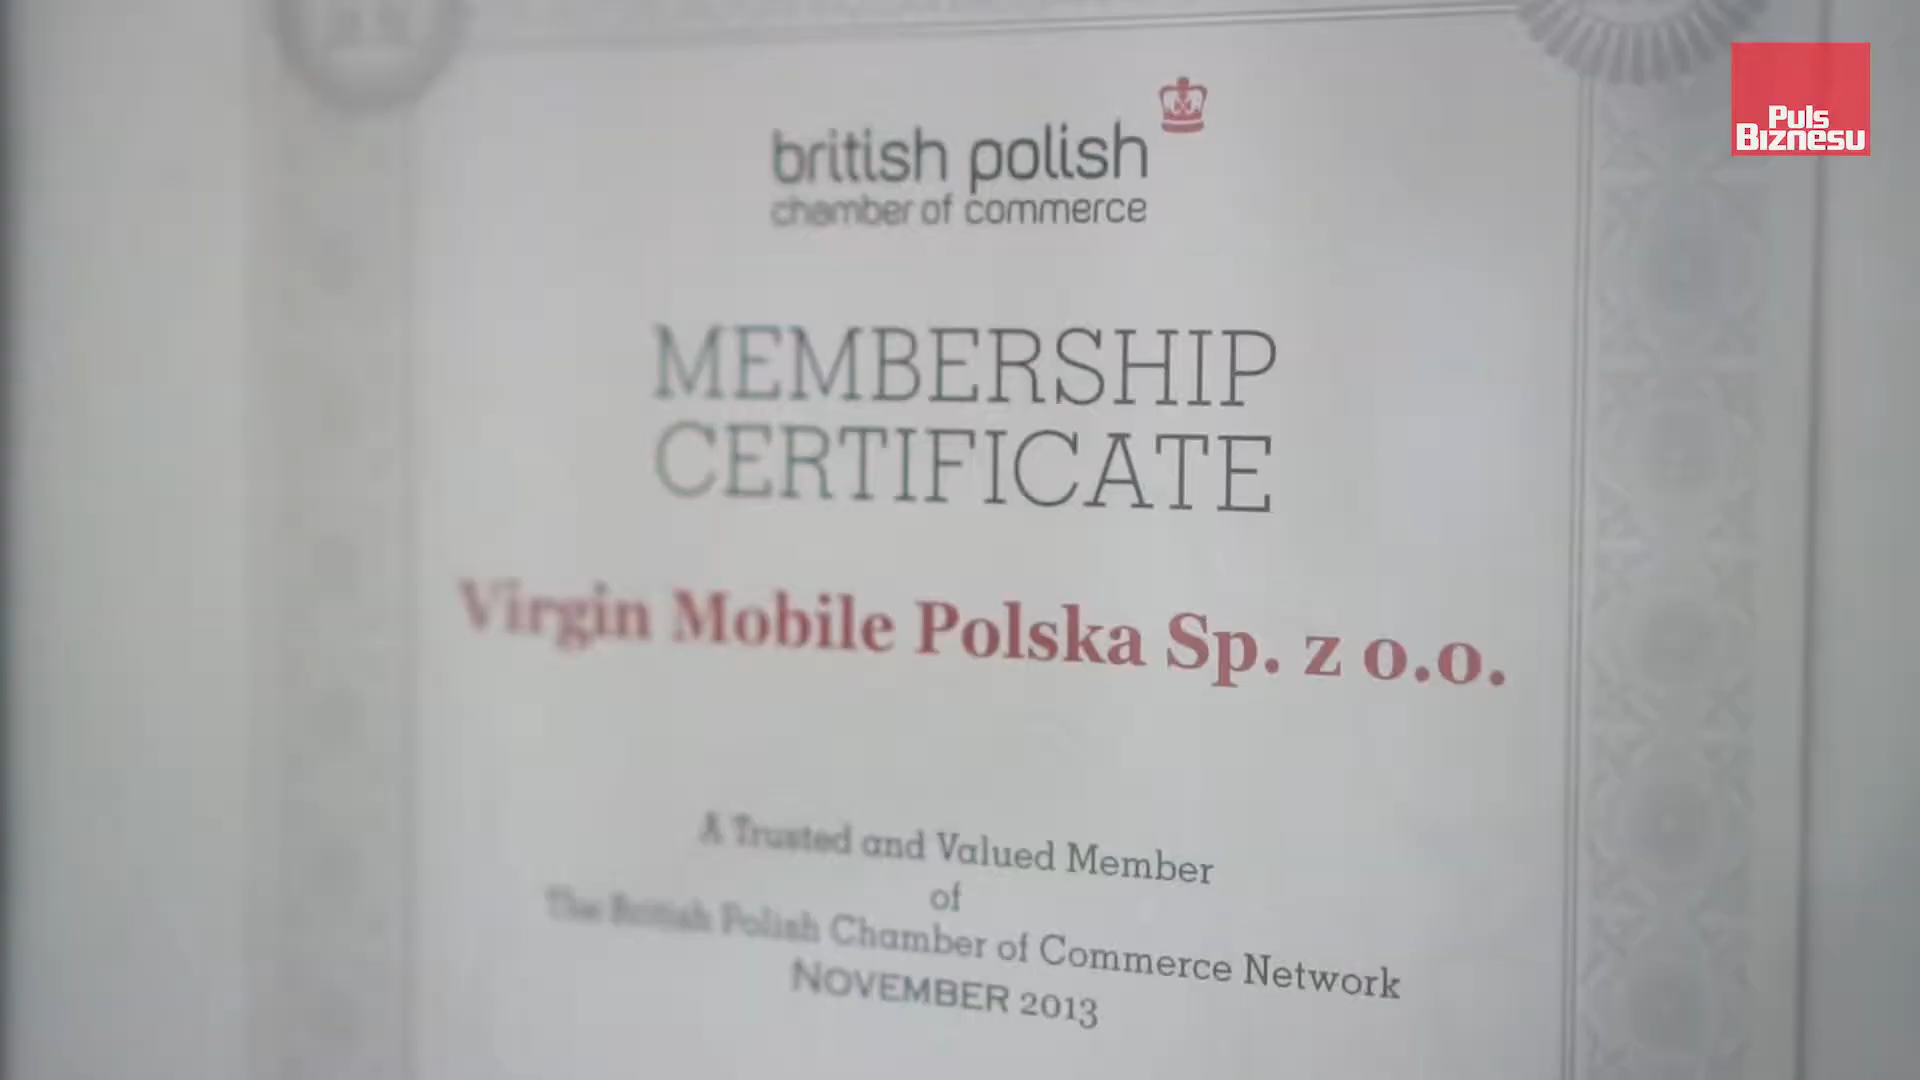 Puls
Biznesu
british polish
chamber of commerce
MEMBERSHIP
CERTIFICATE
Virgin Mobile Polska Sp. z o.o.
A Trusted and Valued Member
of
The British Polish Chamber of Commerce Network
NOVEMBER 2013